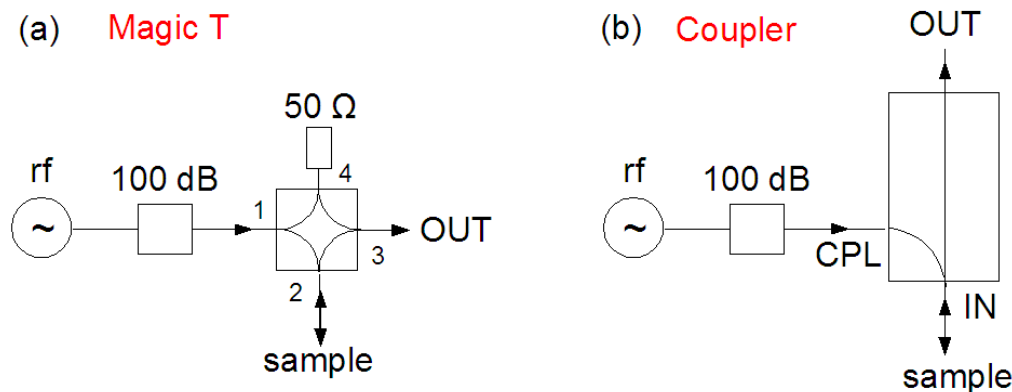 (a) Magic T
50 Ω
rf
100 dB
~
1
4
3
2
OUT
sample
(b) Coupler
OUT
rf
100 dB
~
CPL
IN
sample